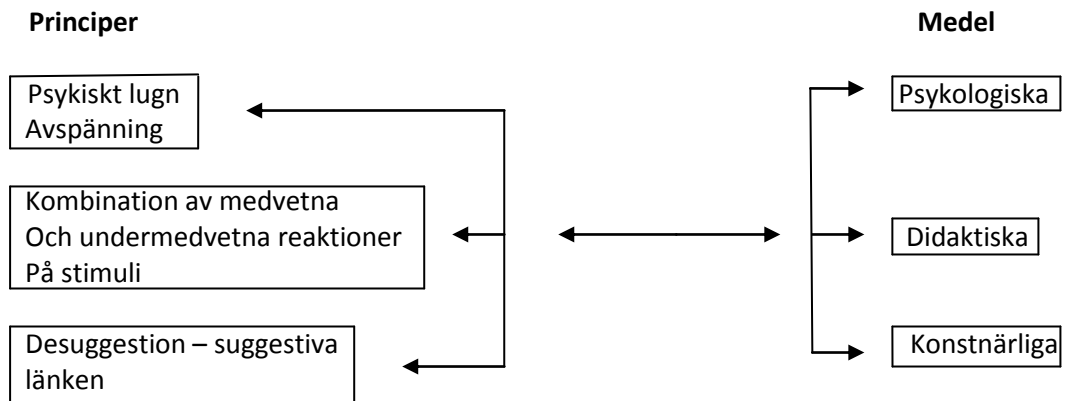 Principer
Medel
Psykiskt lugn
Avspänning
Psykologiska
Kombination av medvetna
Och undermedvetna reaktioner
På stimuli
Didaktiska
Desuggestion – suggestiva
länken
Konstnärliga